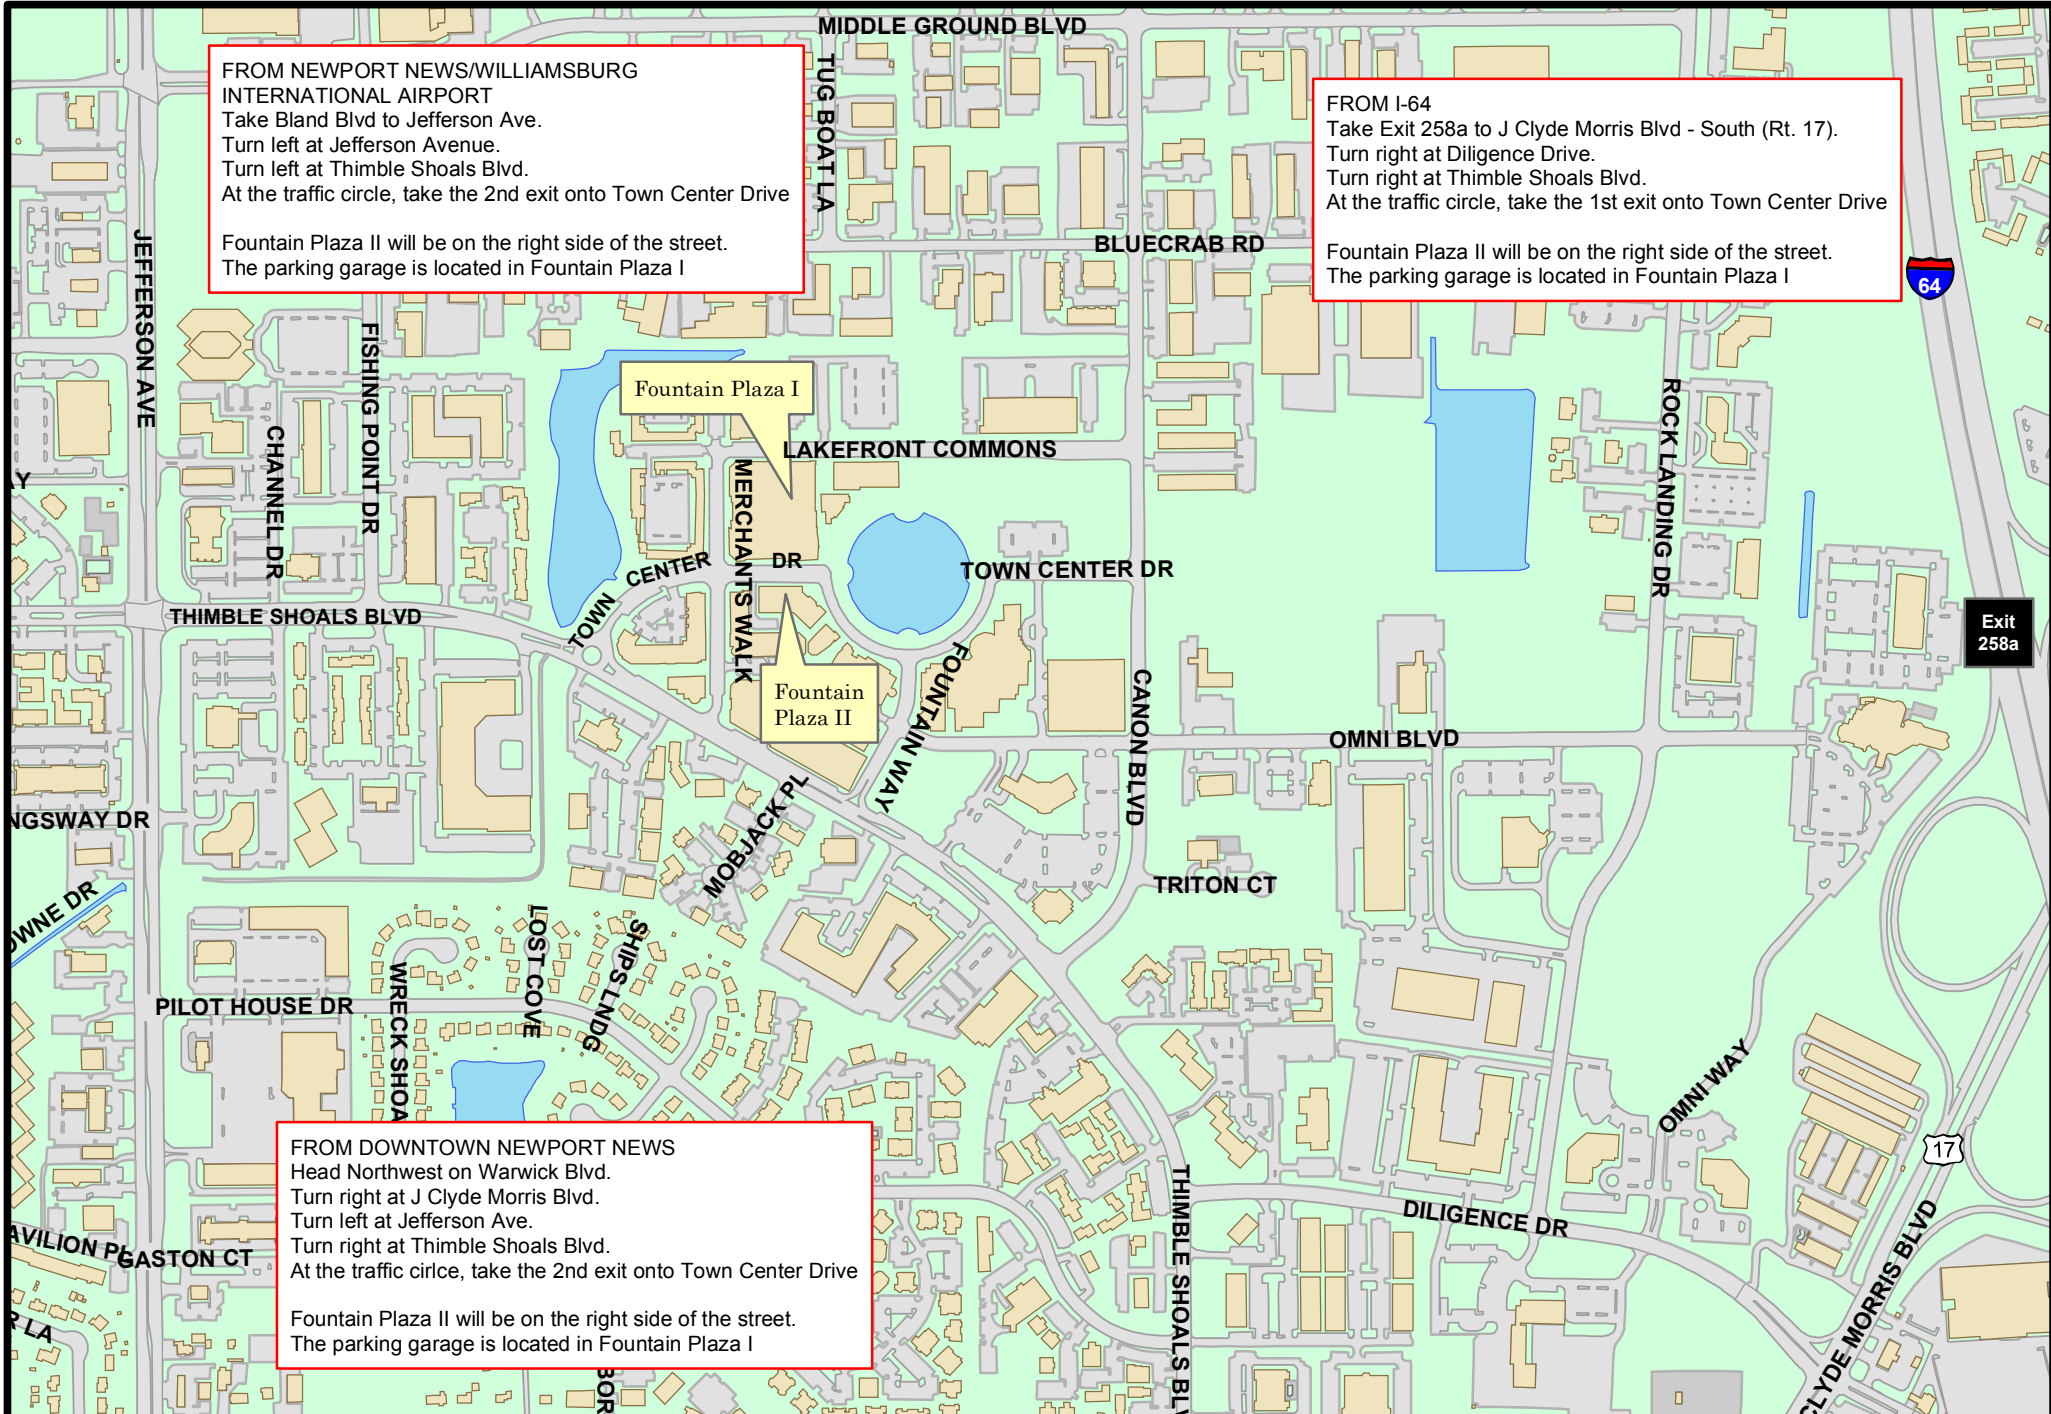 MIDDLE GROUND BLVD
FROM NEWPORT NEWS/WILLIAMSBURG
INTERNATIONAL AIRPORT
Take Bland Blvd to Jefferson Ave.
Turn left at Jefferson Avenue.
Turn left at Thimble Shoals Blvd.
At the traffic circle, take the 2nd exit onto Town Center Drive
Fountain Plaza II will be on the right side of the street.
The parking garage is located in Fountain Plaza I
TUG BOAT LA
FROM I-64
Take Exit 258a to J Clyde Morris Blvd - South (Rt. 17).
Turn right at Diligence Drive.
Turn right at Thimble Shoals Blvd.
At the traffic circle, take the 1st exit onto Town Center Drive
Fountain Plaza II will be on the right side of the street.
The parking garage is located in Fountain Plaza I
BLUECRAB RD
64
JEFFERSON AVE
FISHING POINT DR
CHANNEL DR
Fountain Plaza I
LAKEFRONT COMMONS
MERCHANTS WALK
ROCK LANDING DR
AY
TOWN CENTER DR
TOWN CENTER DR
THIMBLE SHOALS BLVD
Exit
258a
Fountain
Plaza II
FOUNTAIN WAY
CANON BLVD
OMNI BLVD
MOBJACK PL
NGSWAY DR
TRITON CT
OWNE DR
LOST COVE
SHIPS LNDG
WRECK SHOA
PILOT HOUSE DR
OMNI WAY
17
FROM DOWNTOWN NEWPORT NEWS
Head Northwest on Warwick Blvd.
Turn right at J Clyde Morris Blvd.
Turn left at Jefferson Ave.
Turn right at Thimble Shoals Blvd.
At the traffic cirlce, take the 2nd exit onto Town Center Drive
Fountain Plaza II will be on the right side of the street.
The parking garage is located in Fountain Plaza I
THIMBLE SHOALS BLV
DILIGENCE DR
AVILION PL
GASTON CT
R LA
BOR
CLYDE MORRIS BLVD